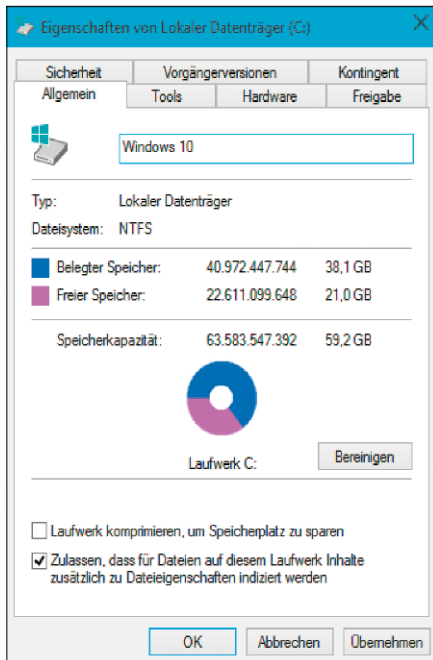 Eigenschaften von Lokaler Datenträger (C:)
Sicherheit Vorgängerversionen Kontingent
Allgemein Tools Hardware Freigabe
Windows 10
Typ: Lokaler Datenträger
Dateisystem: NTFS
Belegter Speicher: 40.972.447.744 38,1 GB
Freier Speicher: 22.611.099.648 21,0 GB
Speicherkapazität: 63.583.547.392 59,2 GB
Laufwerk C: Bereinigen
Laufwerk komprimieren, um Speicherplatz zu sparen
Zulassen, dass für Dateien auf diesem Laufwerk Inhalte
zusätzlich zu Dateieigenschaften indiziert werden
OK Abbrechen Übernehmen